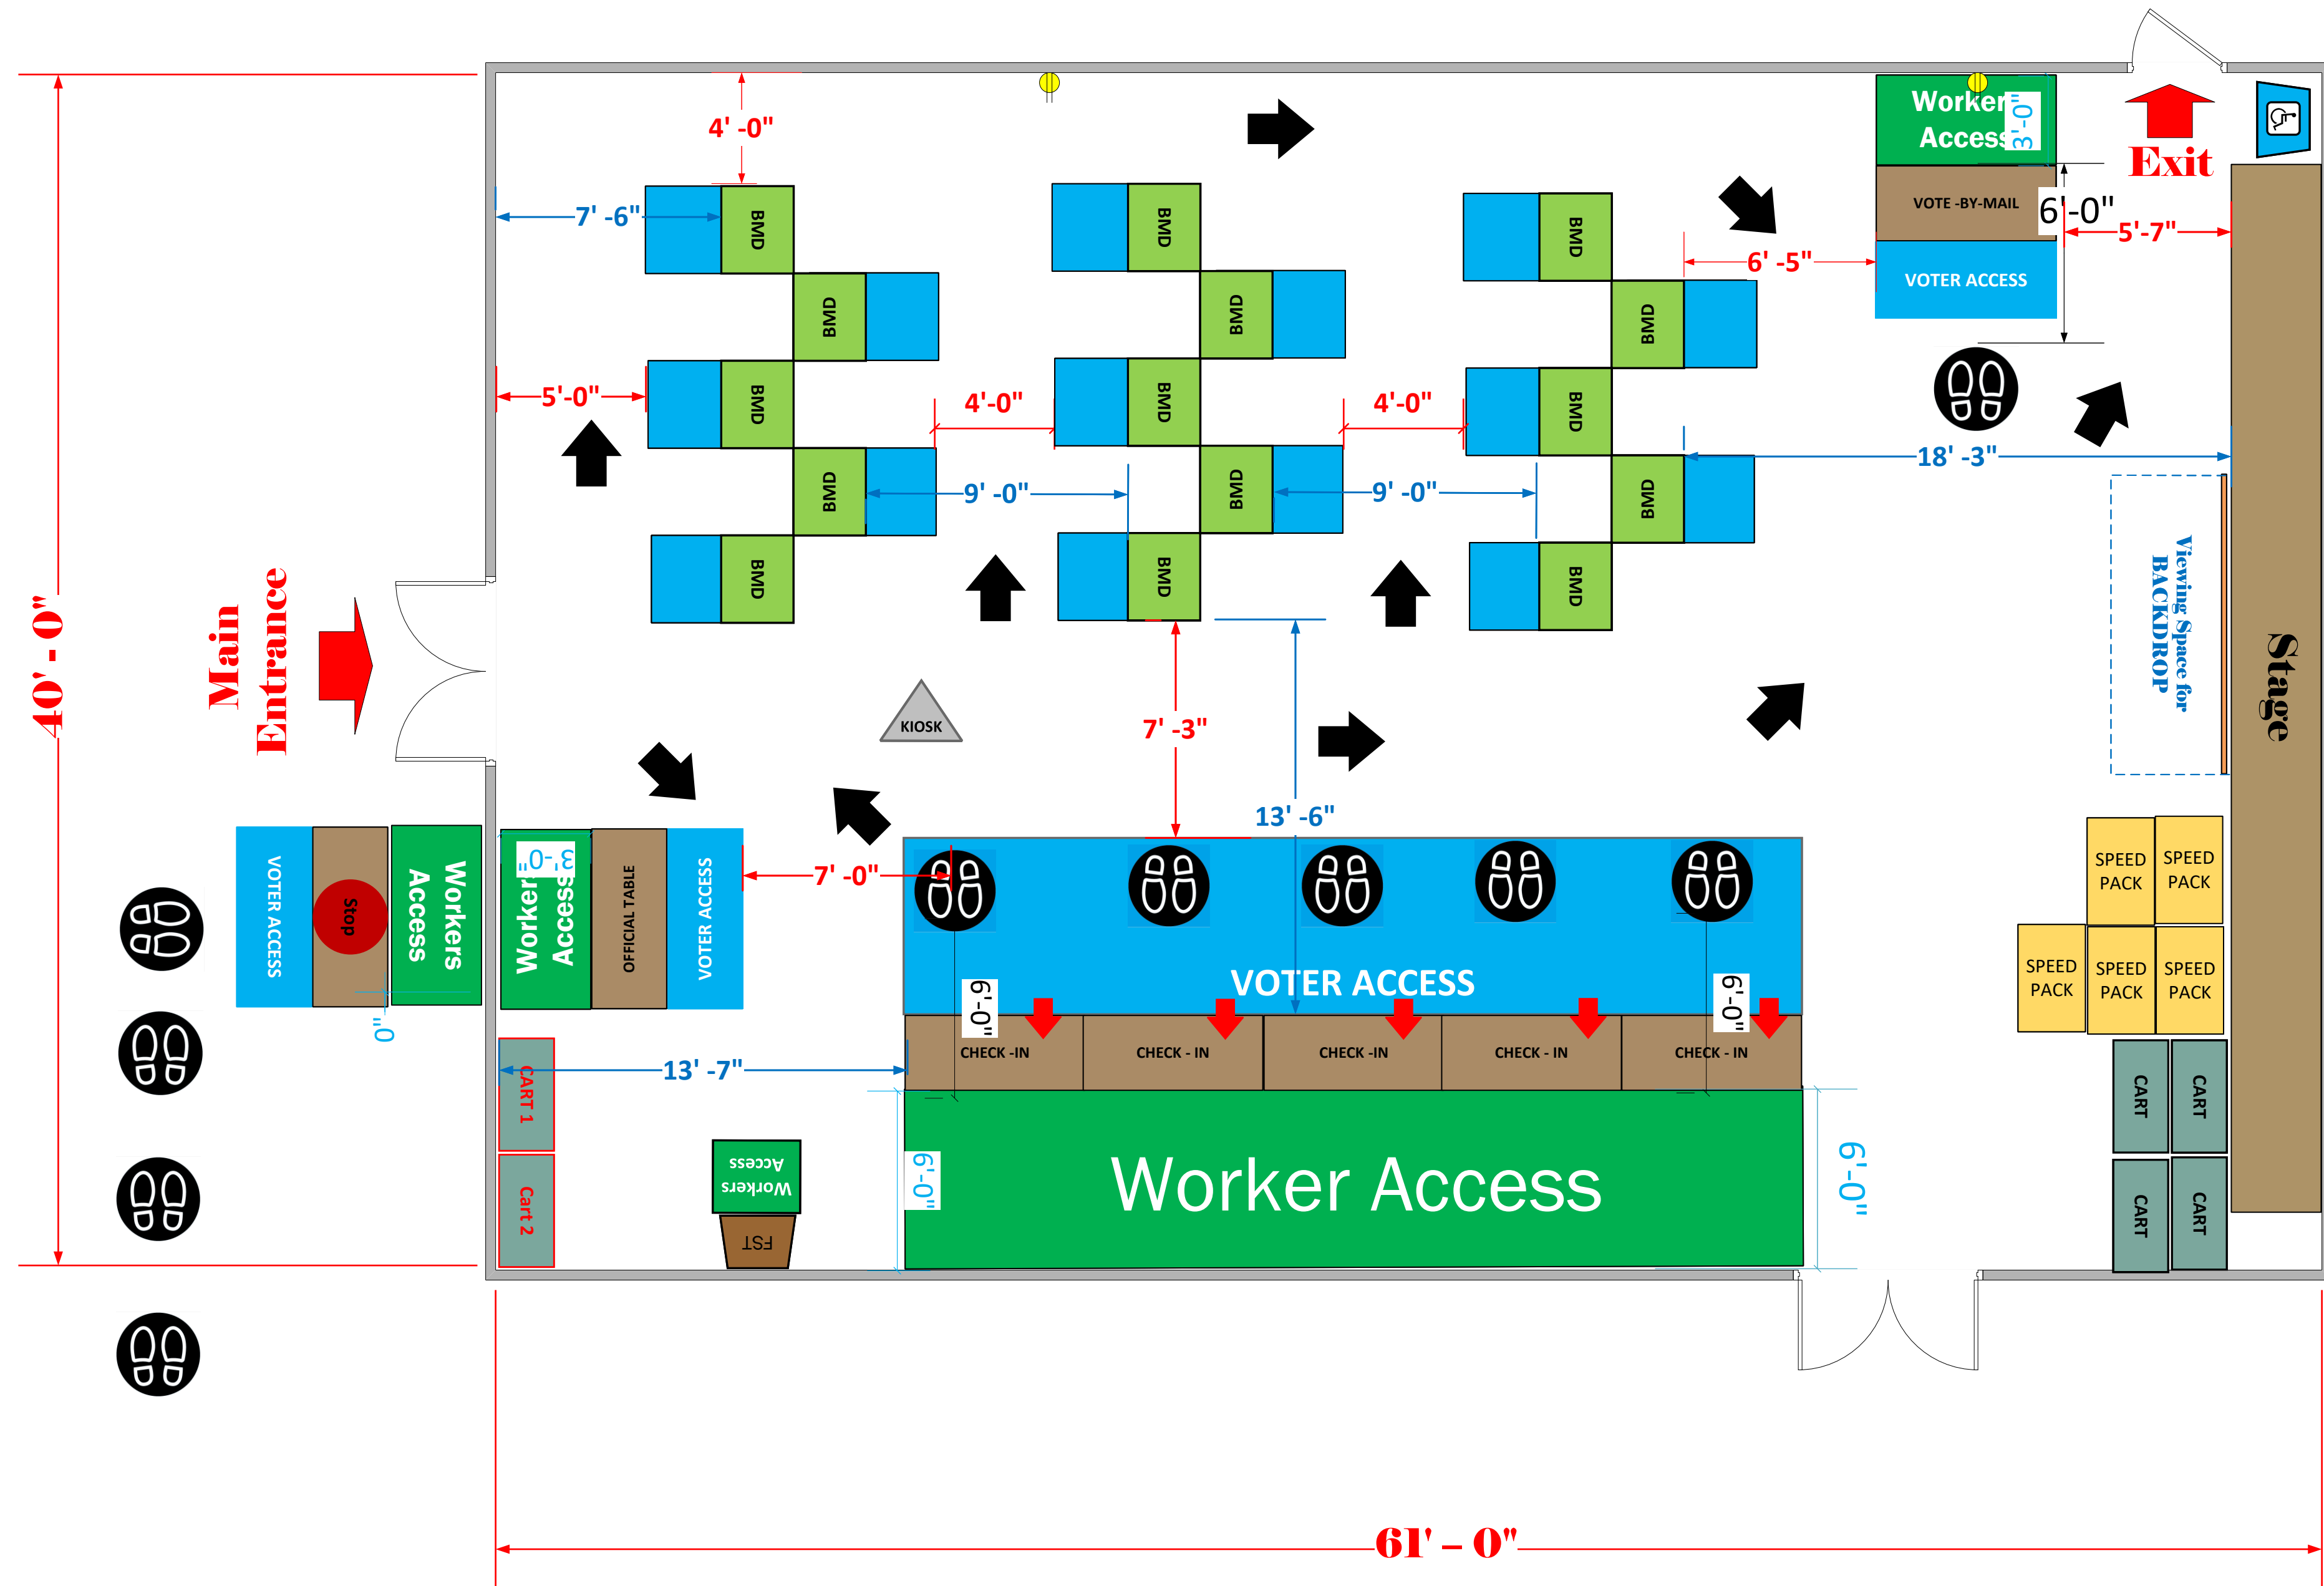 Worker
Access
3'-0"
Exit
4' -0"
7' -6"
BMD
BMD
BMD
VOTE -BY-MAIL
6'-0"
5'-7"
6' -5"
VOTER ACCESS
BMD
BMD
BMD
5'-0"
BMD
4'-0"
BMD
4'-0"
BMD
18' -3"
BMD
9' -0"
BMD
9' -0"
BMD
BMD
BMD
BMD
Viewing Space for
BACKDROP
Stage
40' - 0"
Main
Entrance
KIOSK
7' -3"
13' -6"
VOTER ACCESS
Stop
Workers
Access
Worker
Access
3'-0"
OFFICIAL TABLE
VOTER ACCESS
7' -0"
SPEED
PACK
SPEED
PACK
SPEED
PACK
SPEED
PACK
SPEED
PACK
VOTER ACCESS
6'-0"
6'-0"
0"
CHECK -IN
CHECK - IN
CHECK -IN
CHECK - IN
CHECK - IN
13' -7"
CART 1
Cart 2
CART
CART
CART
CART
Workers
Access
FST
6'-0"
Worker Access
6'-0"
61' – 0"